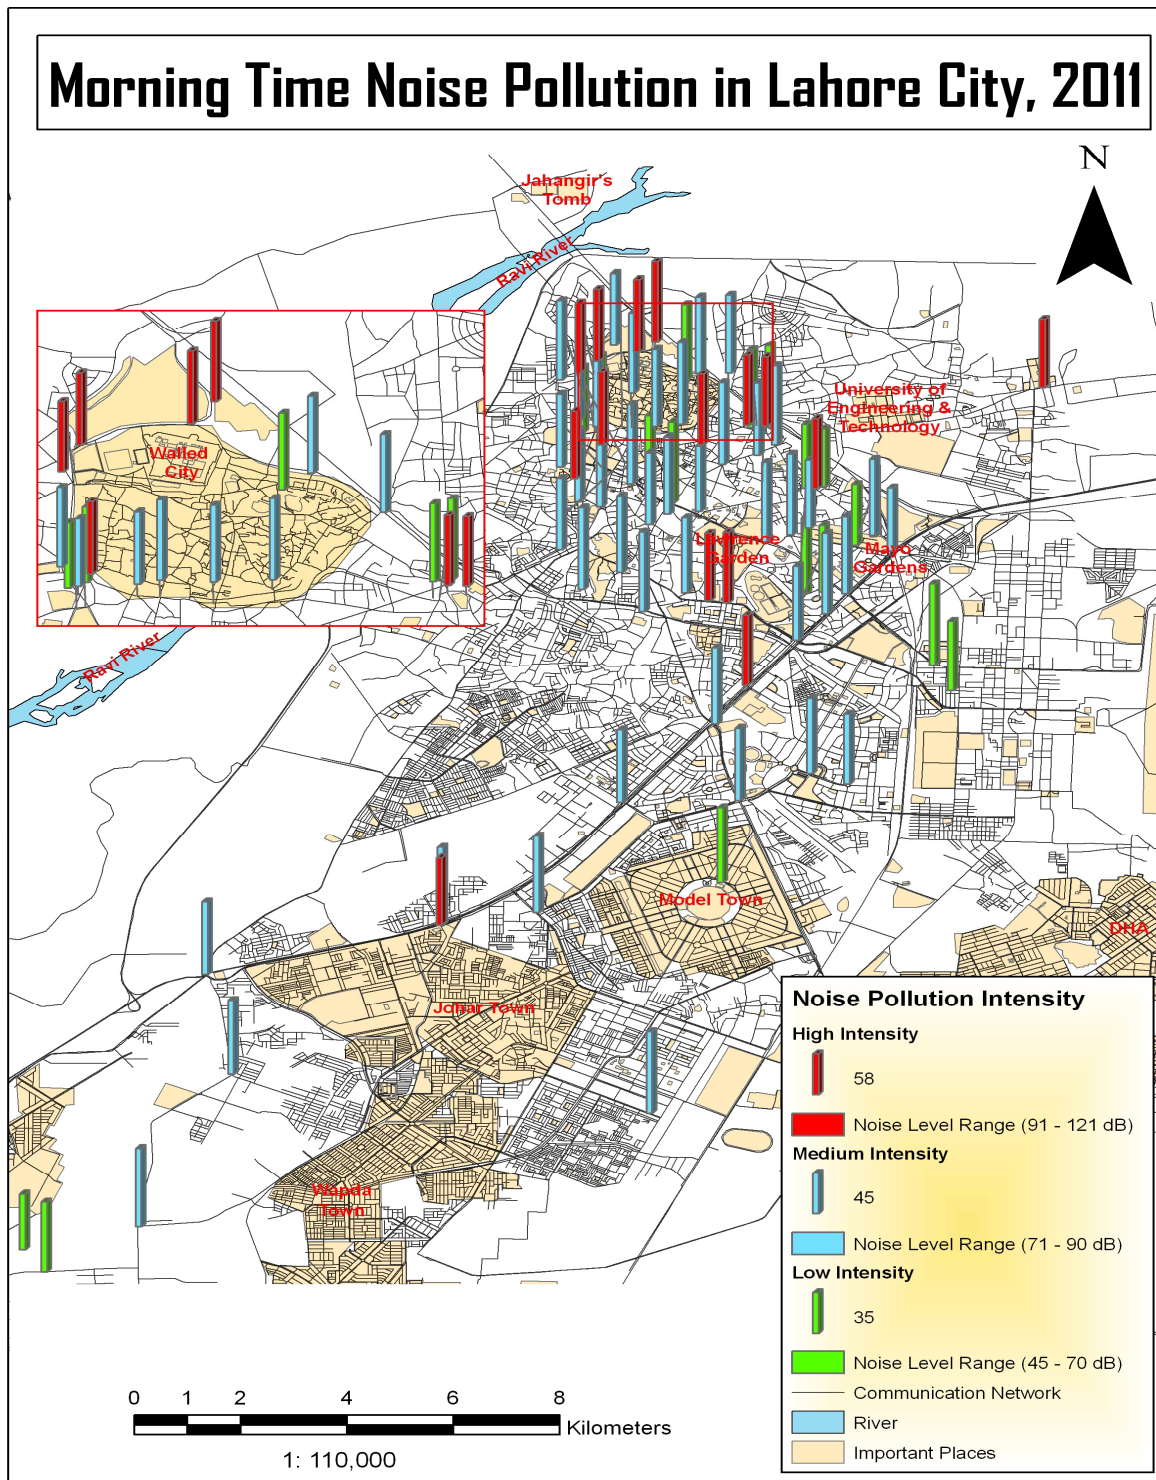 Morning Time Noise Pollution in Lahore City, 2011
N
Jahangir's
Tomb
Ravi River
University of
Engineering &
Technology
Walled
City
Lawrence
Garden
Mayo
Gardens
Ravi River
Model Town
DHA
Johar Town
Wapda
Town
Noise Pollution Intensity
High Intensity
58
Noise Level Range (91 - 121 dB)
Medium Intensity
45
Noise Level Range (71 - 90 dB)
Low Intensity
35
Noise Level Range (45 - 70 dB)
Communication Network
River
Important Places
0 1 2 4 6 8
Kilometers
1: 110,000